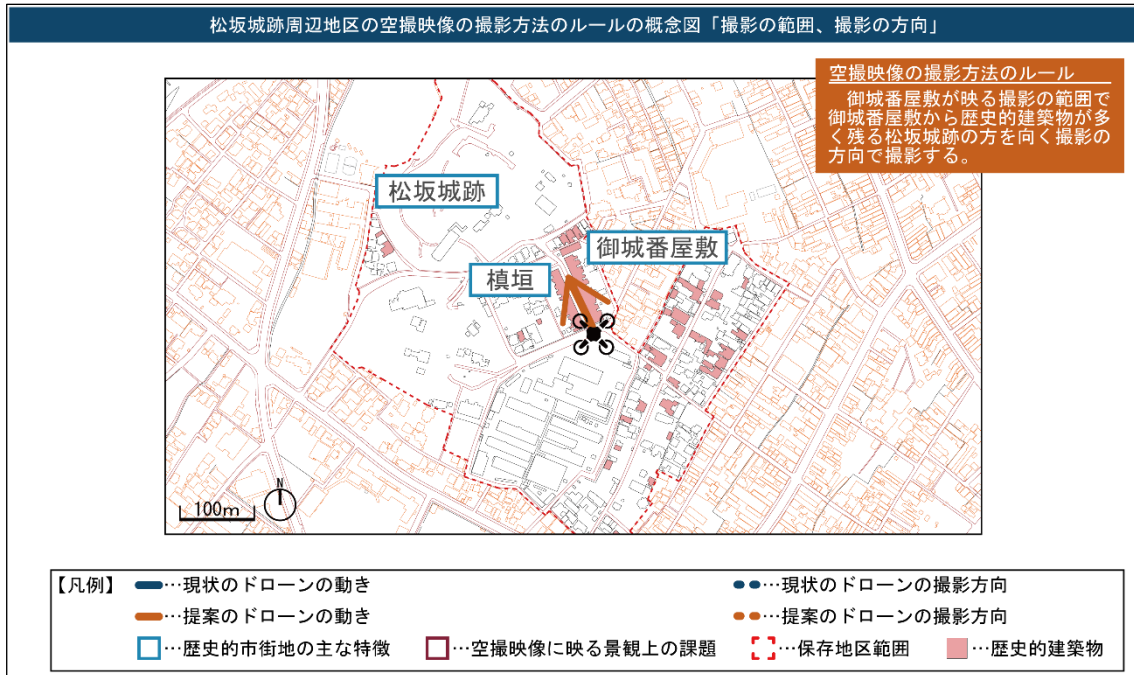 松坂城跡周辺地区の空撮映像の撮影方法のルールの概念図「撮影の範囲、撮影の方向」
空撮映像の撮影方法のルール
御城番屋敷が映る撮影の範囲で
御城番屋敷から歴史的建築物が多
く残る松坂城跡の方を向く撮影の
方向で撮影する。
松坂城跡
御城番屋敷
槙垣
N
100m
【凡例】
…現状のドローンの動き
…現状のドローンの撮影方向
…提案のドローンの動き
…提案のドローンの撮影方向
…歴史的市街地の主な特徴
…空撮映像に映る景観上の課題
…保存地区範囲
…歴史的建築物